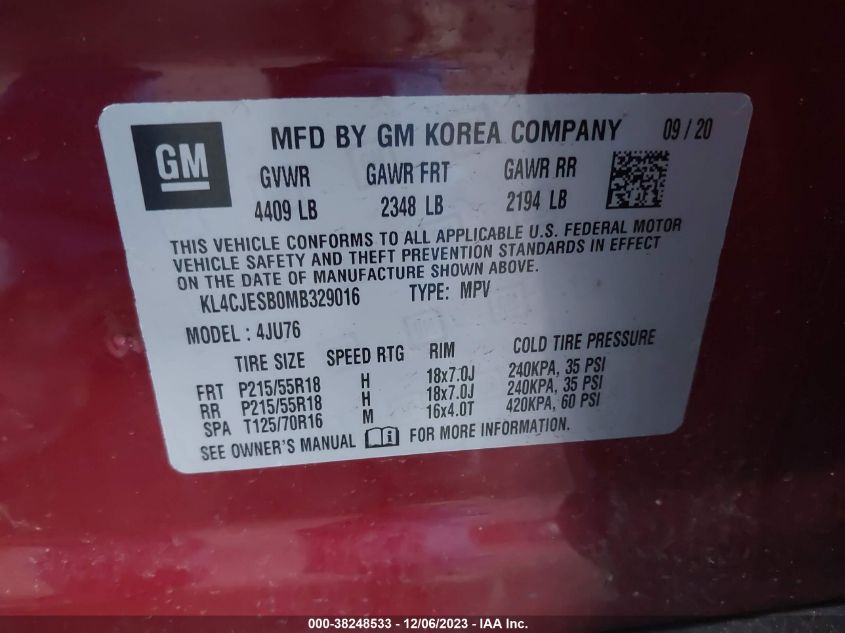 GM
MFD BY GM KOREA COMPANY 09/20
GVWR GAWR FRT GAWR RR
4409 LB 2348 LB 2194 LB
THIS VEHICLE CONFORMS TO ALL APPLICABLE U.S. FEDERAL MOTOR
VEHICLE SAFETY AND THEFT PREVENTION STANDARDS IN EFFECT
ON THE DATE OF MANUFACTURE SHOWN ABOVE.
KL4CJESB0MB329016 TYPE: MPV
MODEL : 4JU76
TIRE SIZE SPEED RTG RIM COLD TIRE PRESSURE
FRT P215/55R18 H 18x7.0J 240KPA, 35 PSI
RR P215/55R18 H 18x7.0J 240KPA, 35 PSI
SPA T125/70R16 M 16x4.0T 420KPA, 60 PSI
SEE OWNER'S MANUAL i FOR MORE INFORMATION.
000-38248533 - 12/06/2023 - IAA Inc.